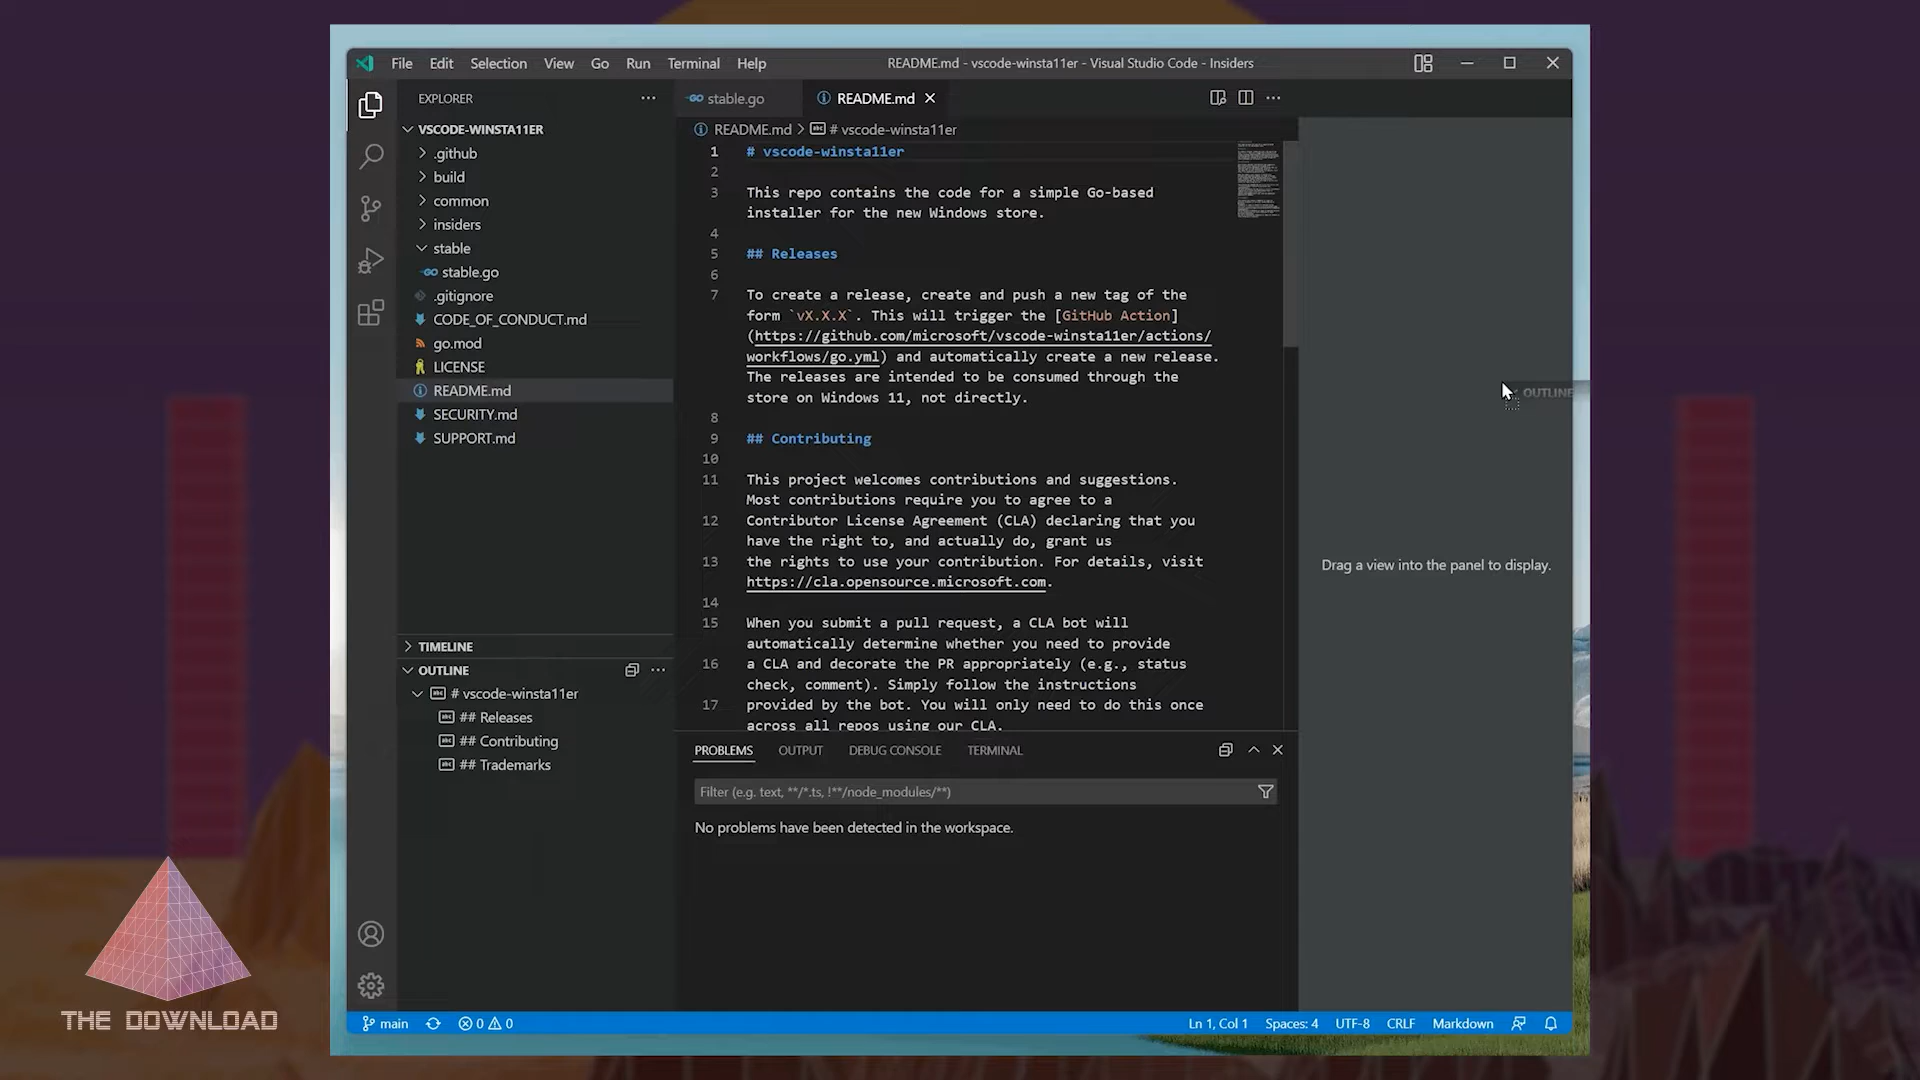 File Edit Selection View Go Run Terminal Help
README.md - vscode-winsta11er - Visual Studio Code - Insiders
EXPLORER
VSCODE-WINSTA11ER
.github
build
common
insiders
stable
stable.go
.gitignore
CODE_OF_CONDUCT.md
go.mod
LICENSE
README.md
SECURITY.md
SUPPORT.md
TIMELINE
OUTLINE
# vscode-winsta11er
## Releases
## Contributing
## Trademarks
stable.go
README.md
README.md > # vscode-winsta11er
1 # vscode-winsta11er
2
3 This repo contains the code for a simple Go-based
installer for the new Windows store.
4
5 ## Releases
6
7 To create a release, create and push a new tag of the
form `vX.X.X`. This will trigger the [GitHub Action]
(https://github.com/microsoft/vscode-winsta11er/actions/
workflows/go.yml) and automatically create a new release.
The releases are intended to be consumed through the
store on Windows 11, not directly.
8
9 ## Contributing
10
11 This project welcomes contributions and suggestions.
Most contributions require you to agree to a
12 Contributor License Agreement (CLA) declaring that you
have the right to, and actually do, grant us
13 the rights to use your contribution. For details, visit
https://cla.opensource.microsoft.com.
14
15 When you submit a pull request, a CLA bot will
automatically determine whether you need to provide
16 a CLA and decorate the PR appropriately (e.g., status
check, comment). Simply follow the instructions
17 provided by the bot. You will only need to do this once
across all repos using our CLA.
PROBLEMS OUTPUT DEBUG CONSOLE TERMINAL
Filter (e.g. text, **/*.ts, !**/node_modules/**)
No problems have been detected in the workspace.
OUTLINE
Drag a view into the panel to display.
main 0 0
Ln 1, Col 1 Spaces: 4 UTF-8 CRLF Markdown
THE DOWNLOAD